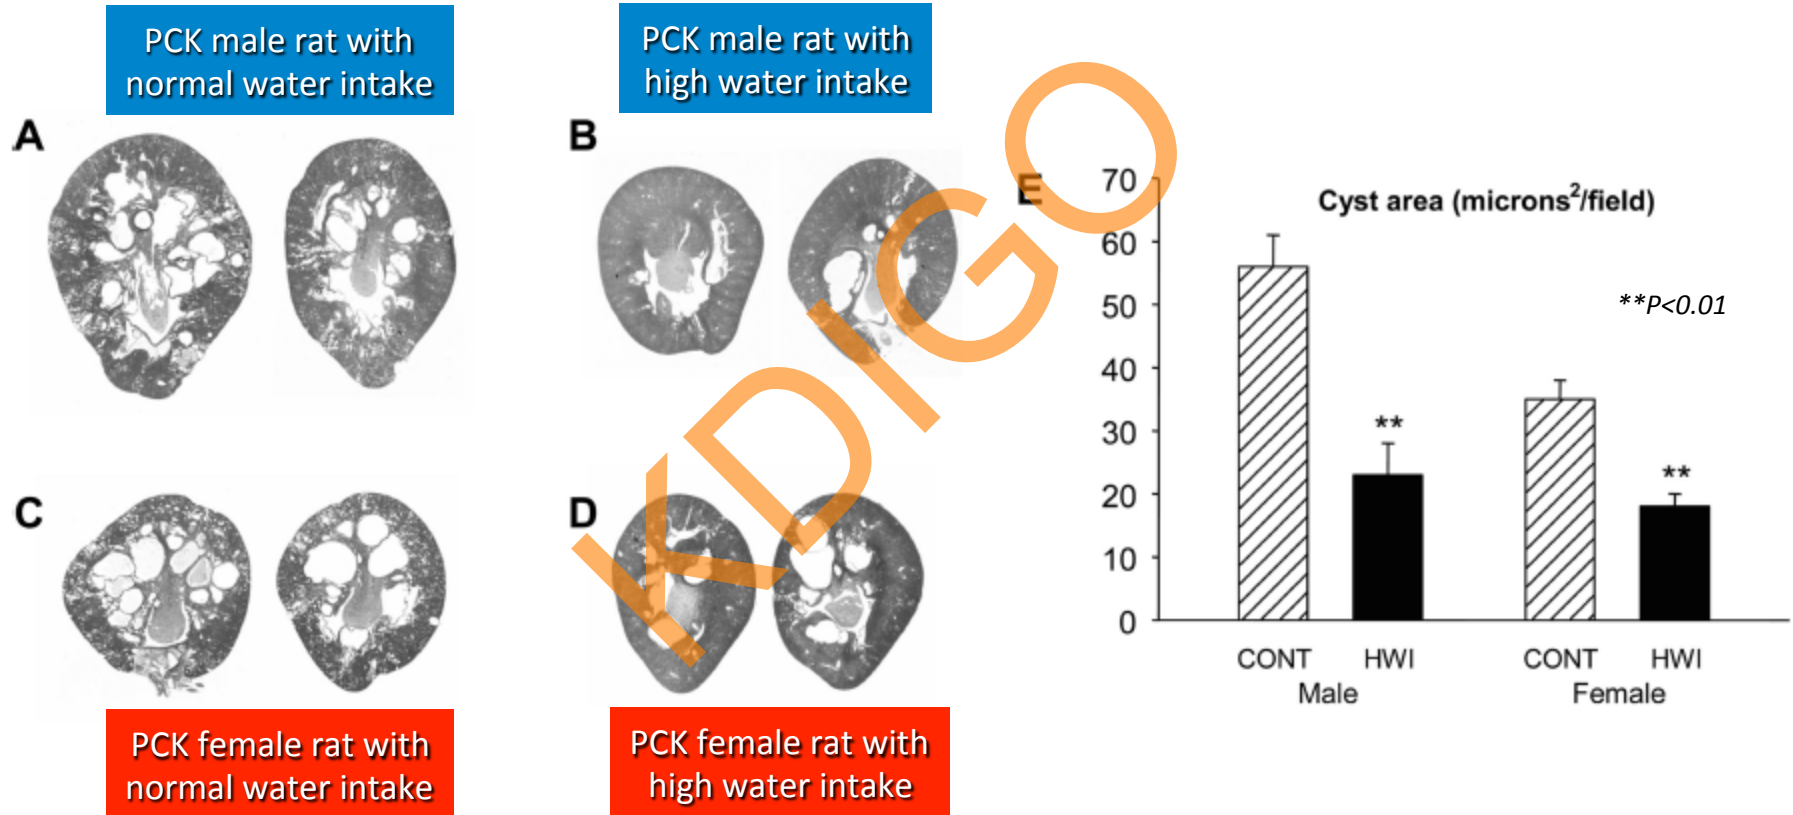 PCK male rat with
normal water intake
PCK male rat with
high water intake
A
B
C
D
PCK female rat with
normal water intake
PCK female rat with
high water intake
KDIGO
E
Cyst area (microns²/field)
**P<0.01
70
60
50
40
30
20
10
0
**
**
CONT HWI CONT HWI
Male Female